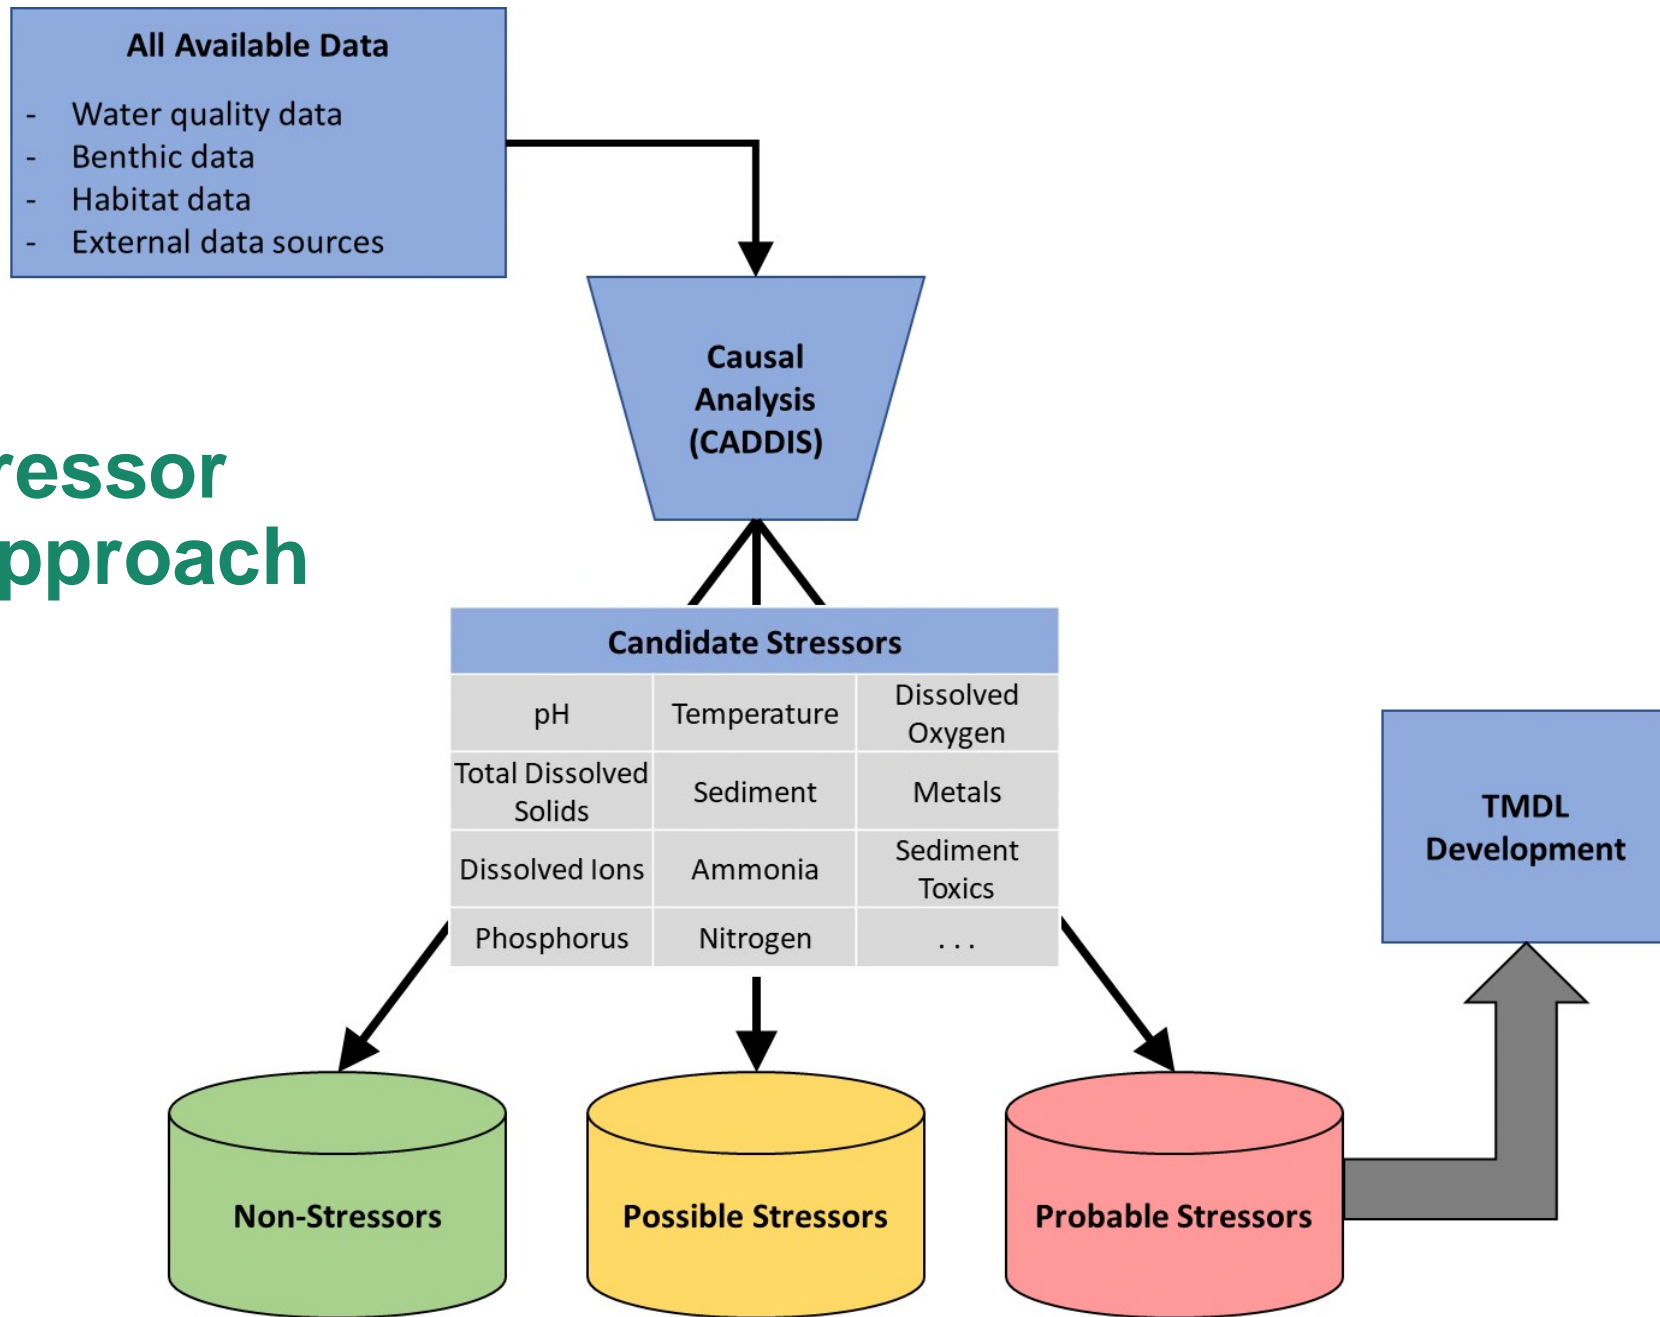 All Available Data
- Water quality data
- Benthic data
- Habitat data
- External data sources
Causal
Analysis
(CADDIS)
ressor
pproach
Candidate Stressors
pH Temperature Dissolved Oxygen
Total Dissolved Solids Sediment Metals
Dissolved Ions Ammonia Sediment Toxics
Phosphorus Nitrogen . . .
TMDL
Development
Non-Stressors
Possible Stressors
Probable Stressors